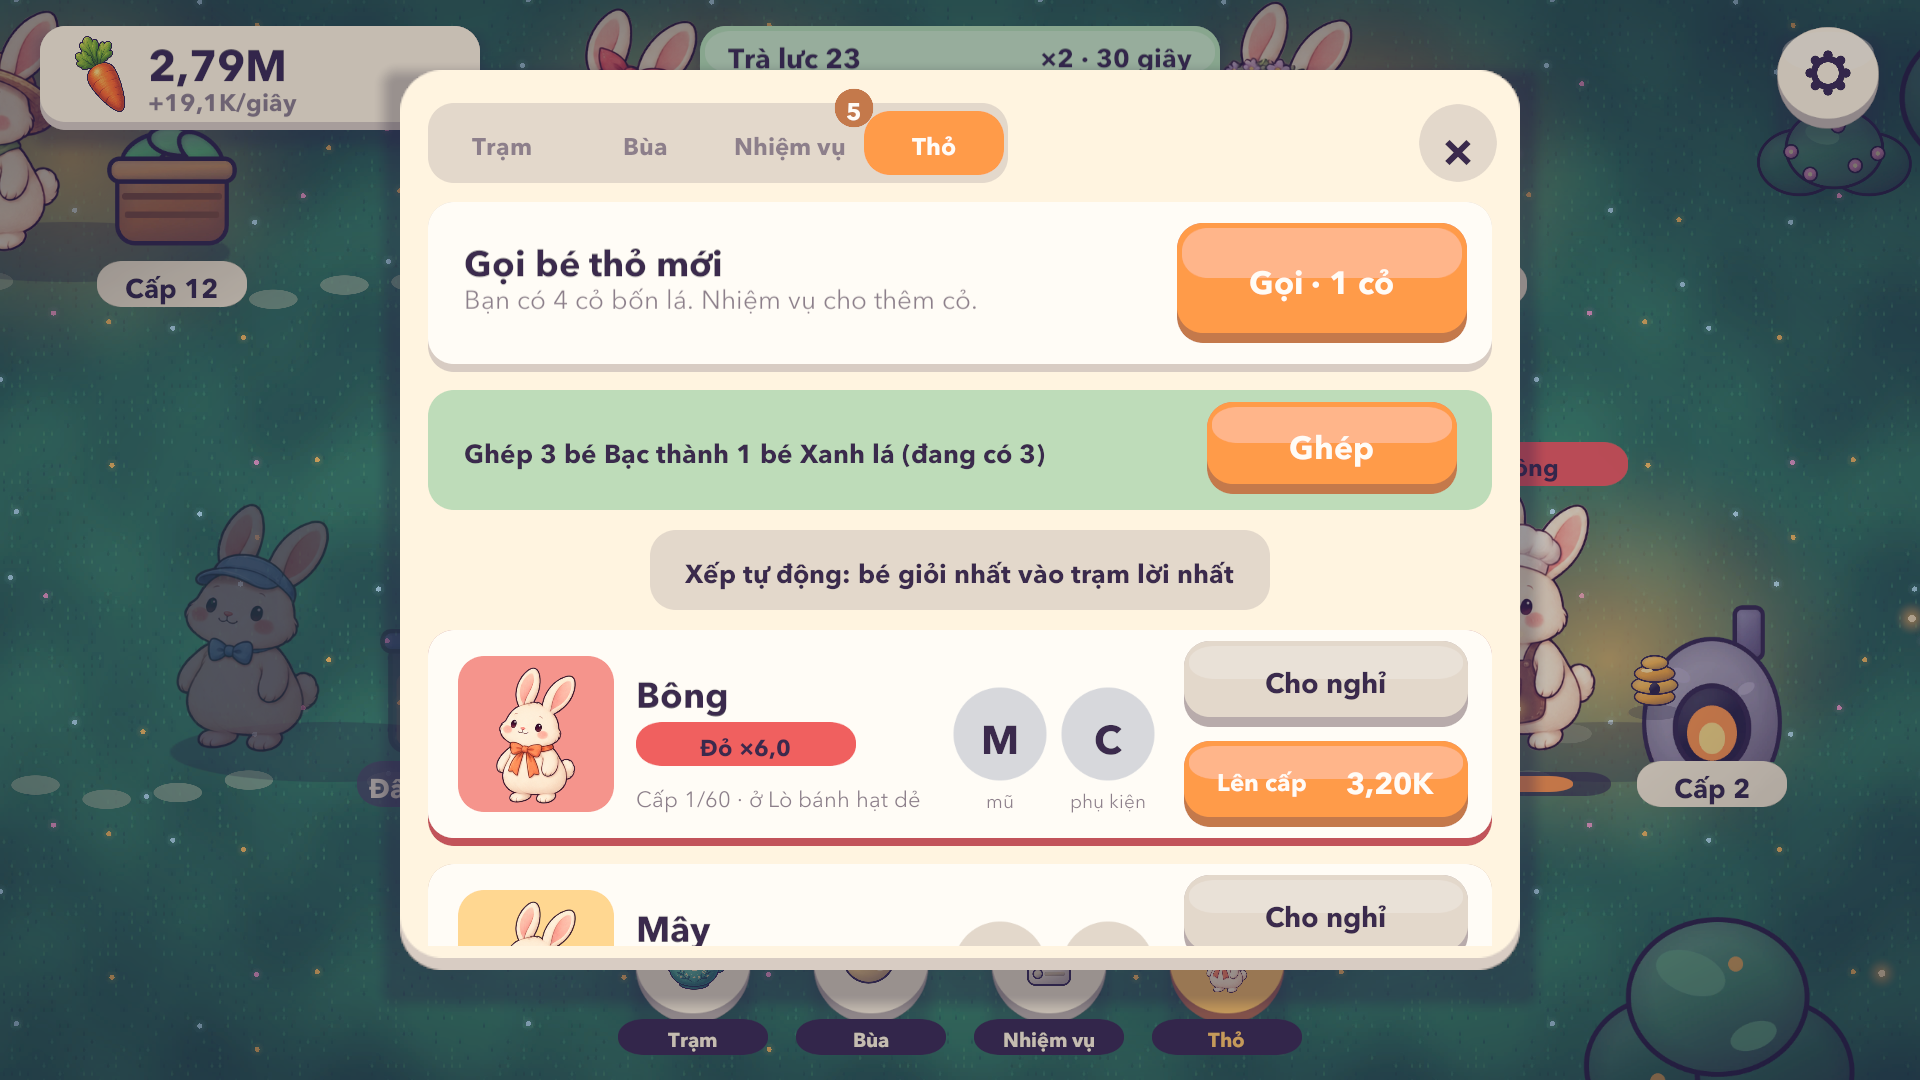 2,79M
+19,1K/giây
Trà lực 23
×2 · 30 giây
Trạm
Bùa
Nhiệm vụ
5
Thỏ
×
Gọi bé thỏ mới
Bạn có 4 cỏ bốn lá. Nhiệm vụ cho thêm cỏ.
Gọi · 1 cỏ
Cấp 12
Ghép 3 bé Bạc thành 1 bé Xanh lá (đang có 3)
Ghép
Xếp tự động: bé giỏi nhất vào trạm lời nhất
Bông
Đỏ ×6,0
Cấp 1/60 · ở Lò bánh hạt dẻ
M
mũ
C
phụ kiện
Cho nghỉ
Lên cấp 3,20K
Cấp 2
Mây
Cho nghỉ
Trạm
Bùa
Nhiệm vụ
Thỏ